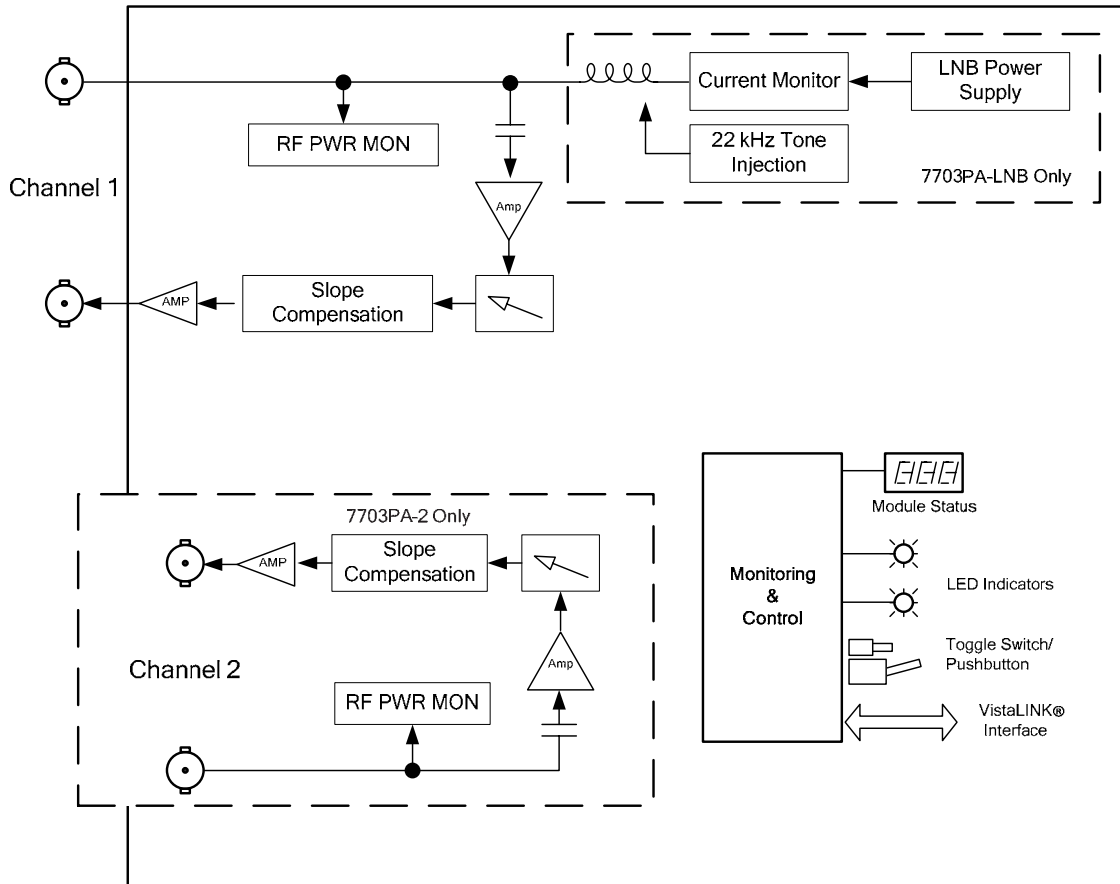 Current Monitor
LNB Power
Supply
RF PWR MON
22 kHz Tone
Injection
7703PA-LNB Only
Channel 1
Amp
AMP
Slope
Compensation
7703PA-2 Only
AMP
Slope
Compensation
Channel 2
Amp
RF PWR MON
Monitoring
&
Control
Module Status
LED Indicators
Toggle Switch/
Pushbutton
VistaLINK®
Interface